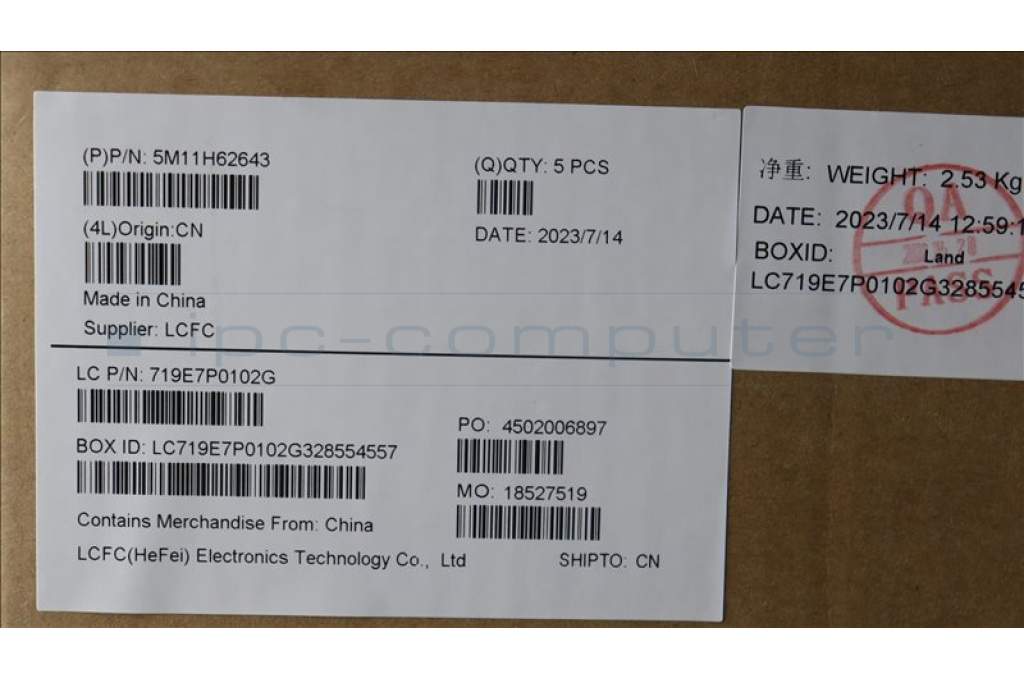 (P)P/N: 5M11H62643
(Q)QTY: 5 PCS
(4L)Origin:CN
DATE: 2023/7/14
Made in China
Supplier: LCFC
LC P/N: 719E7P0102G
PO: 4502006897
BOX ID: LC719E7P0102G328554557
MO: 18527519
Contains Merchandise From: China
LCFC(HeFei) Electronics Technology Co., Ltd
SHIPTO: CN
净重: WEIGHT: 2.53 Kg
DATE: 2023/7/14 12:59:1
BOXID: Land
LC719E7P0102G3285545
QA
PASS
ipc-computer